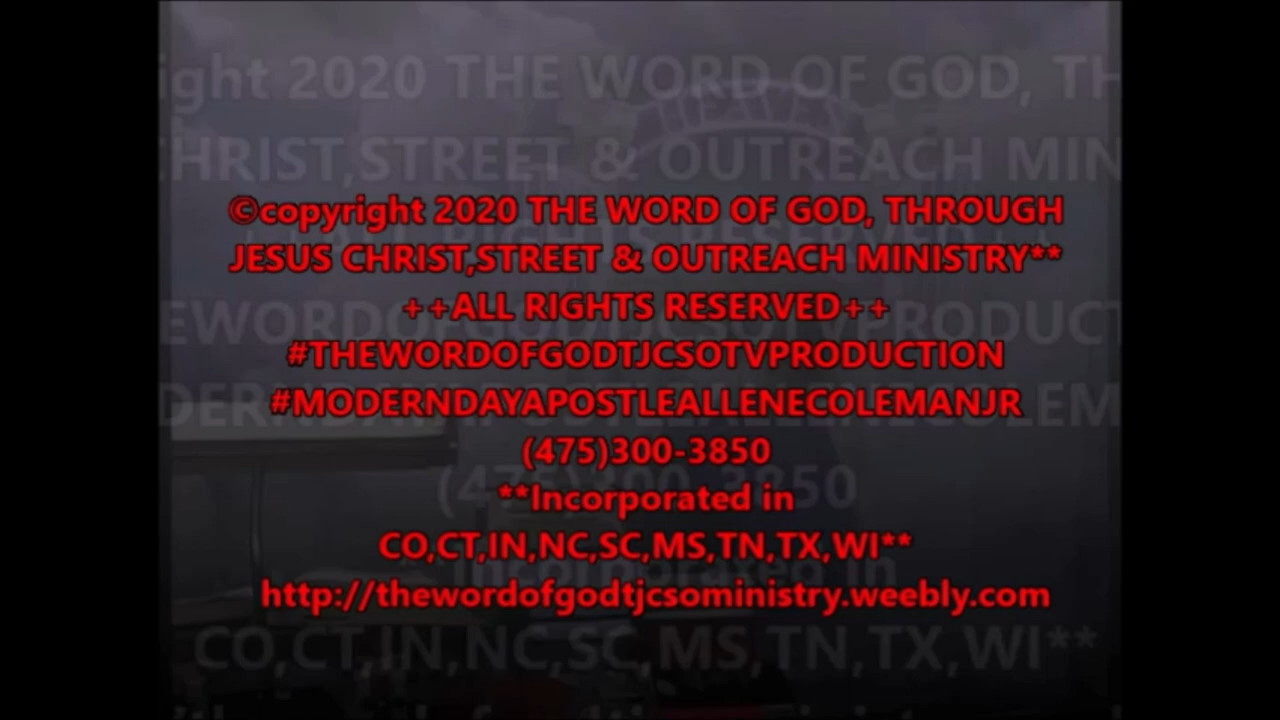 ©copyright 2020 THE WORD OF GOD, THROUGH
JESUS CHRIST,STREET & OUTREACH MINISTRY**
++ALL RIGHTS RESERVED++
#THEWORDOFGODTJCSOTVPRODUCTION
#MODERNDAYAPOSTLEALLENECOLEMANJR
(475)300-3850
**Incorporated in
CO,CT,IN,NC,SC,MS,TN,TX,WI**
http://thewordofgodtjcsoministry.weebly.com